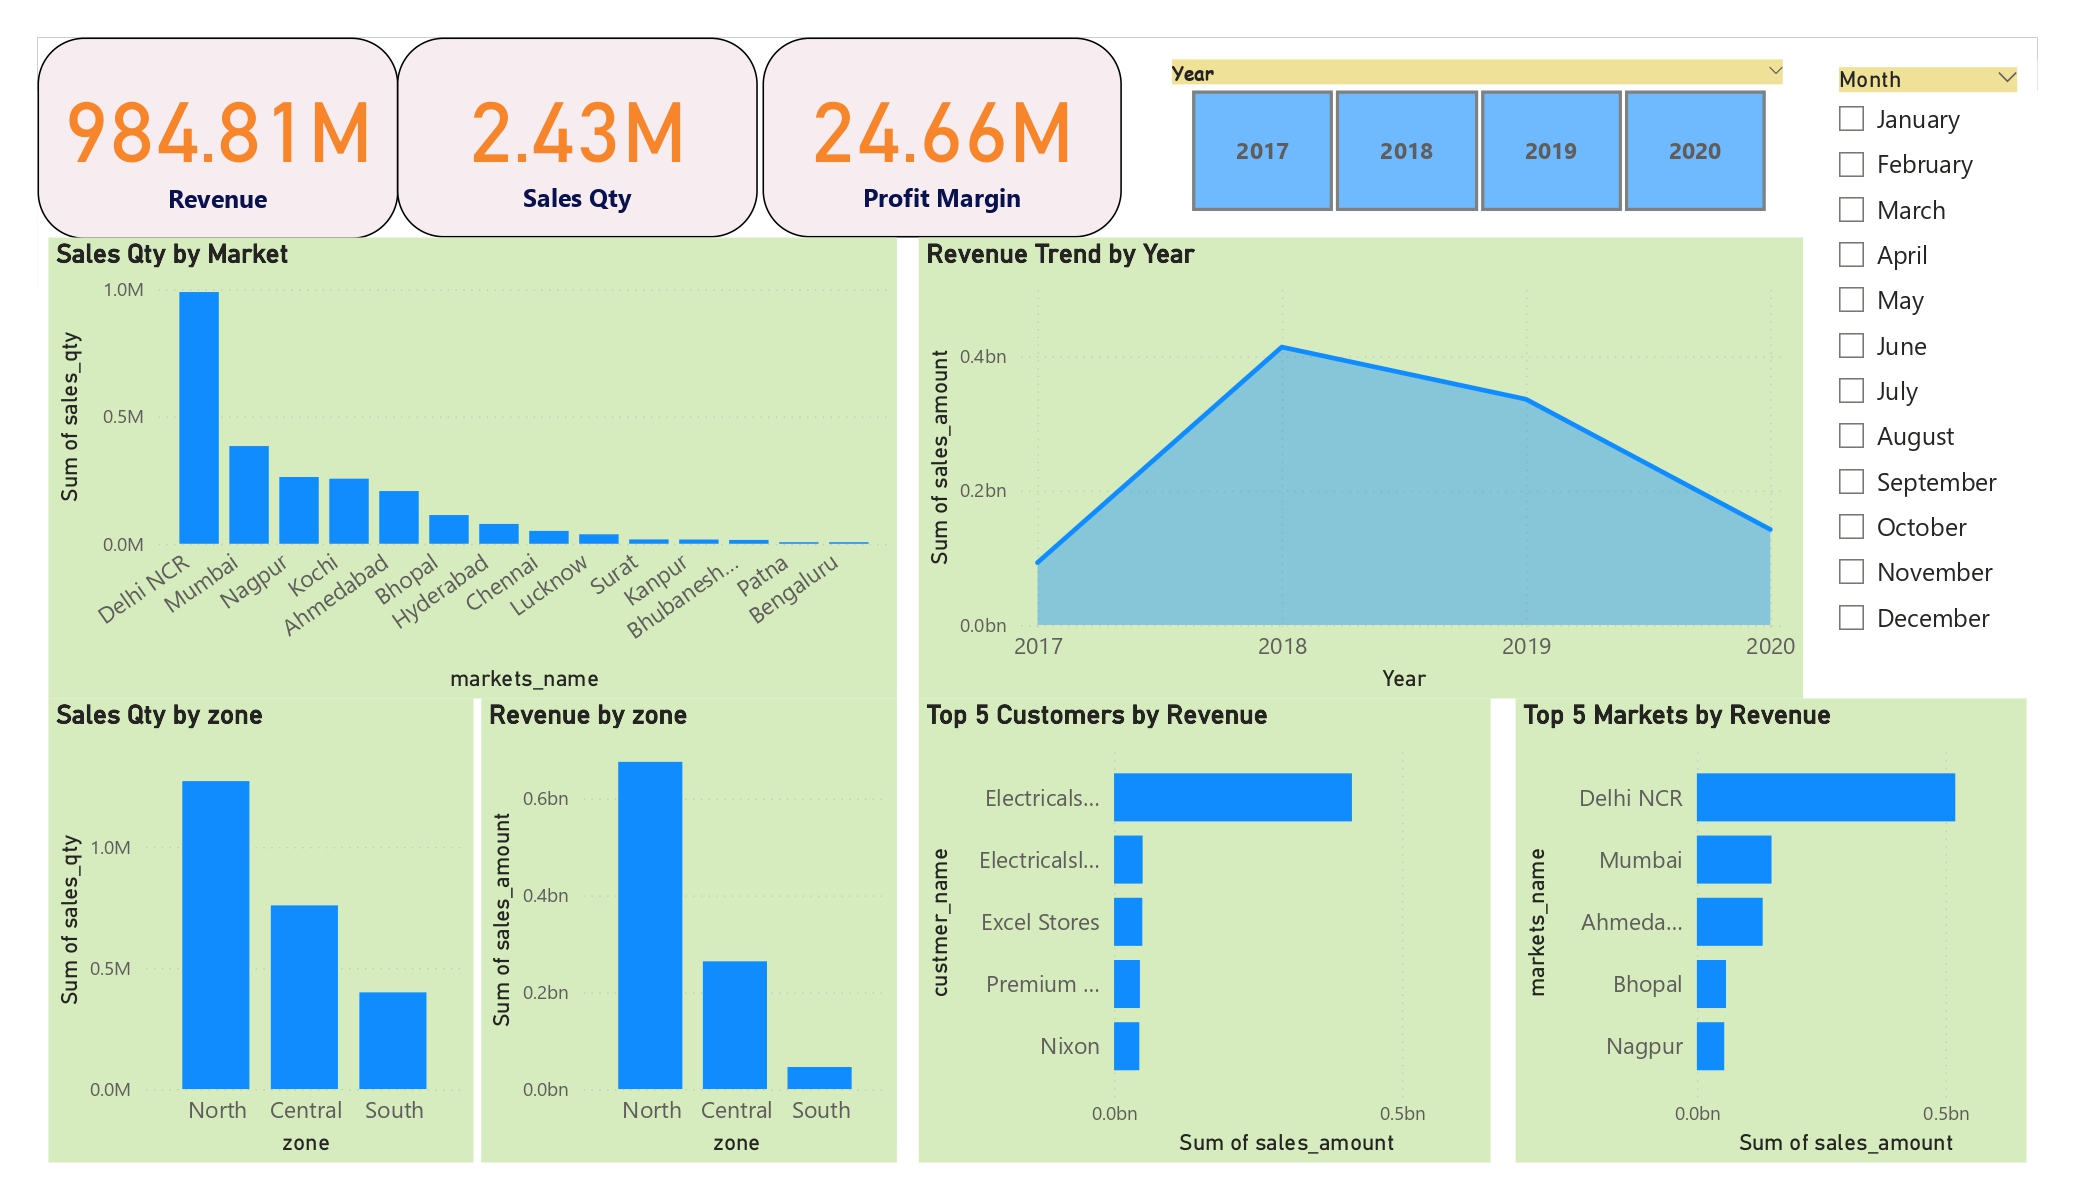 984.81M
Revenue
2.43M
Sales Qty
24.66M
Profit Margin
Year
2017
2018
2019
2020
Month
January
February
March
April
May
June
July
August
September
October
November
December
Sales Qty by Market
Sum of sales_qty
1.0M
0.5M
0.0M
Delhi NCR
Mumbai
Nagpur
Kochi
Ahmedabad
Bhopal
Hyderabad
Chennai
Lucknow
Surat
Kanpur
Bhubanesh...
Patna
Bengaluru
markets_name
Revenue Trend by Year
Sum of sales_amount
0.4bn
0.2bn
0.0bn
2017
2018
2019
2020
Year
Sales Qty by zone
Sum of sales_qty
1.0M
0.5M
0.0M
North
Central
South
zone
Revenue by zone
Sum of sales_amount
0.6bn
0.4bn
0.2bn
0.0bn
North
Central
South
zone
Top 5 Customers by Revenue
custmer_name
Electricals...
Electricalsl...
Excel Stores
Premium ...
Nixon
0.0bn
0.5bn
Sum of sales_amount
Top 5 Markets by Revenue
markets_name
Delhi NCR
Mumbai
Ahmeda...
Bhopal
Nagpur
0.0bn
0.5bn
Sum of sales_amount